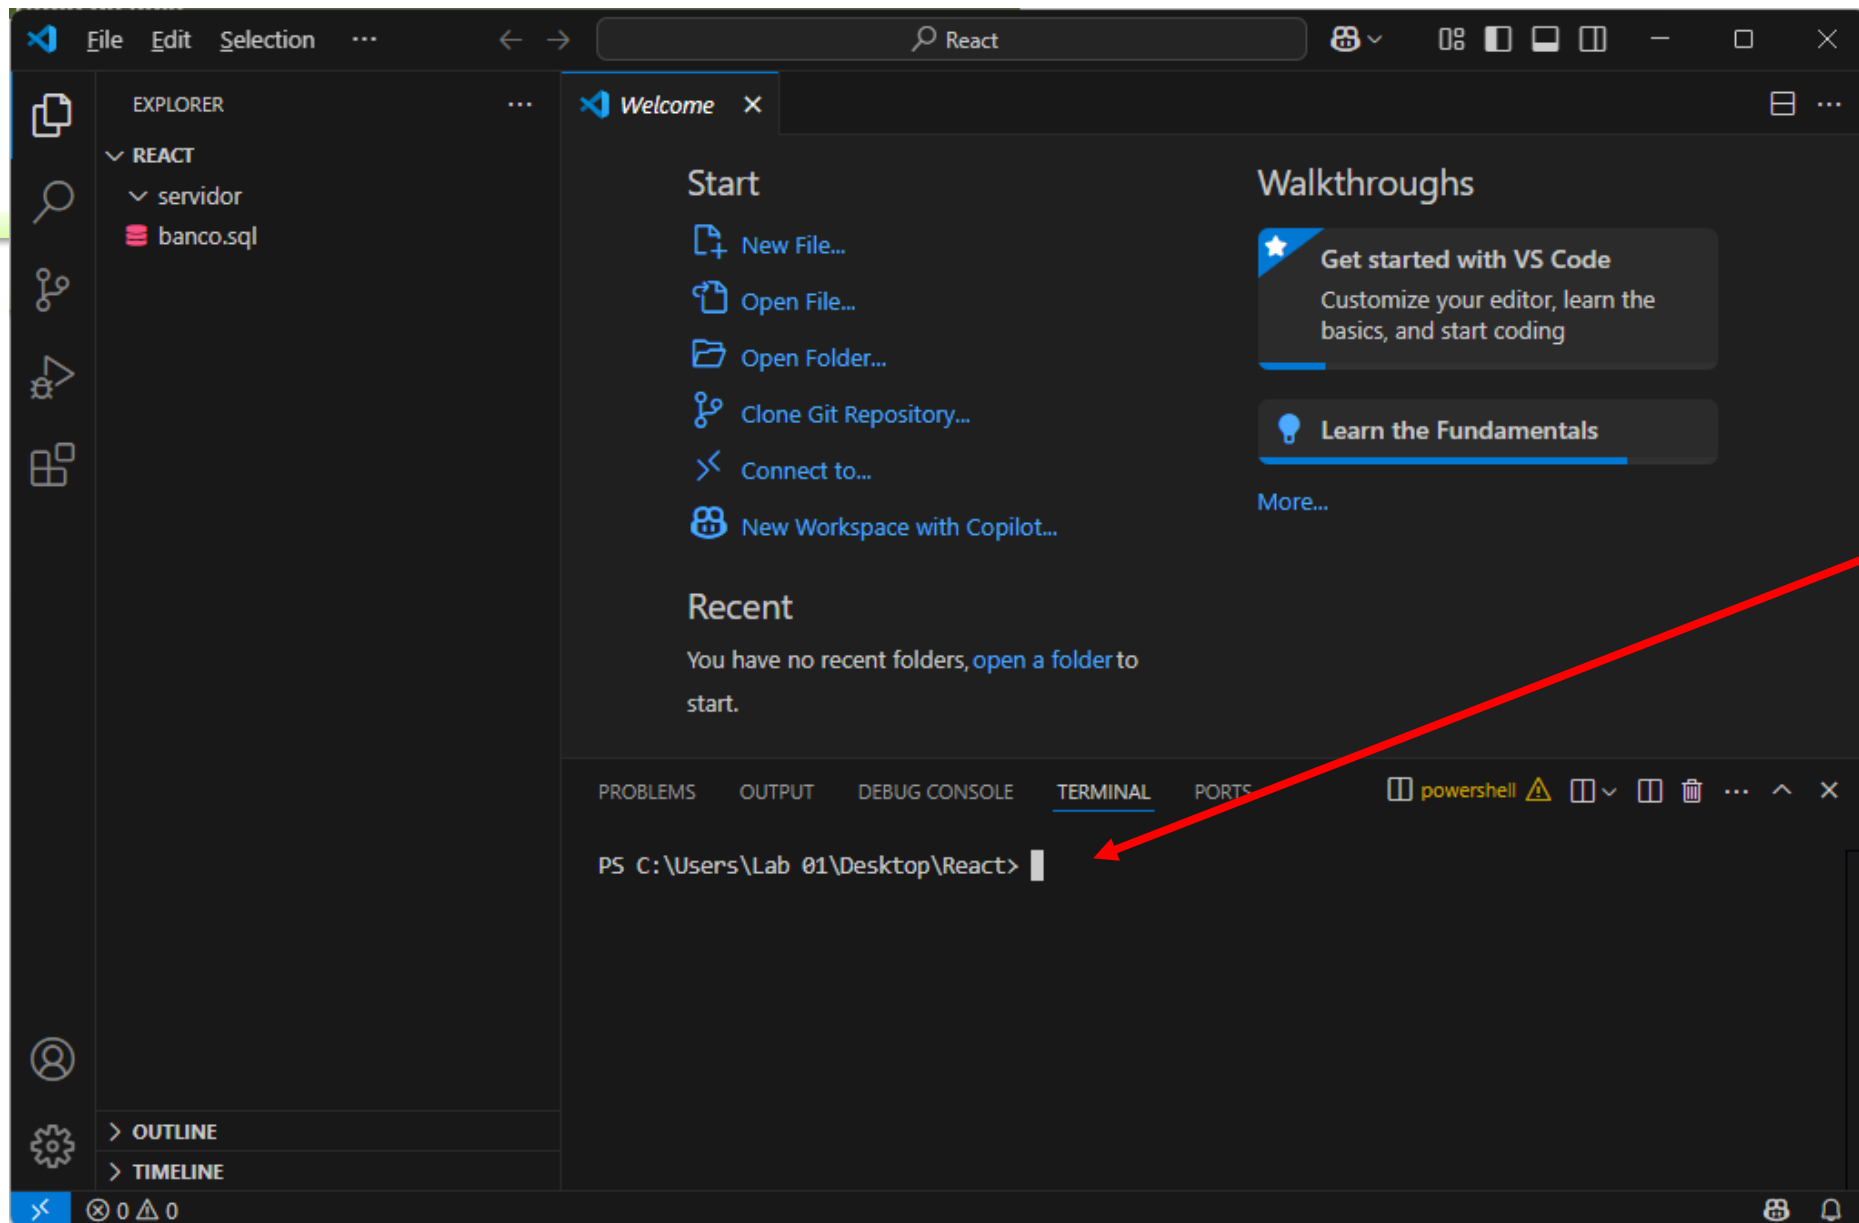 File Edit Selection ···
React
EXPLORER ···
REACT
servidor
banco.sql
Welcome
Start
New File...
Open File...
Open Folder...
Clone Git Repository...
Connect to...
New Workspace with Copilot...
Recent
You have no recent folders, open a folder to
start.
Walkthroughs
Get started with VS Code
Customize your editor, learn the
basics, and start coding
Learn the Fundamentals
More...
PROBLEMS OUTPUT DEBUG CONSOLE TERMINAL PORTS
powershell
PS C:\Users\Lab 01\Desktop\React>
OUTLINE
TIMELINE
0 0